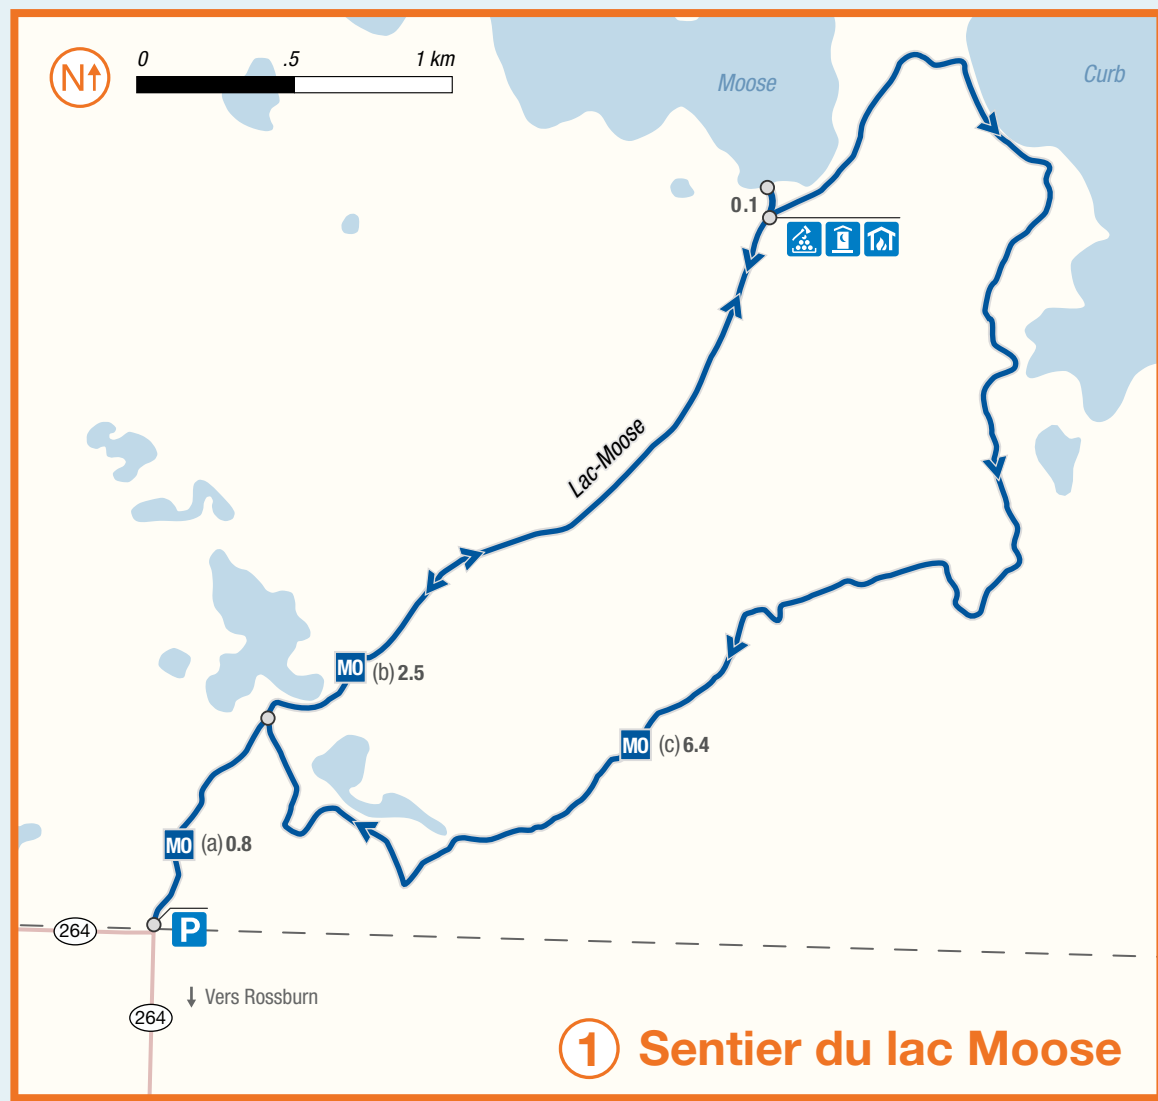 N
0 .5 1 km
Moose
Curb
0.1
Lac-Moose
MO (b) 2.5
MO (c) 6.4
MO (a) 0.8
P
264
Vers Rossburn
264
1 Sentier du lac Moose